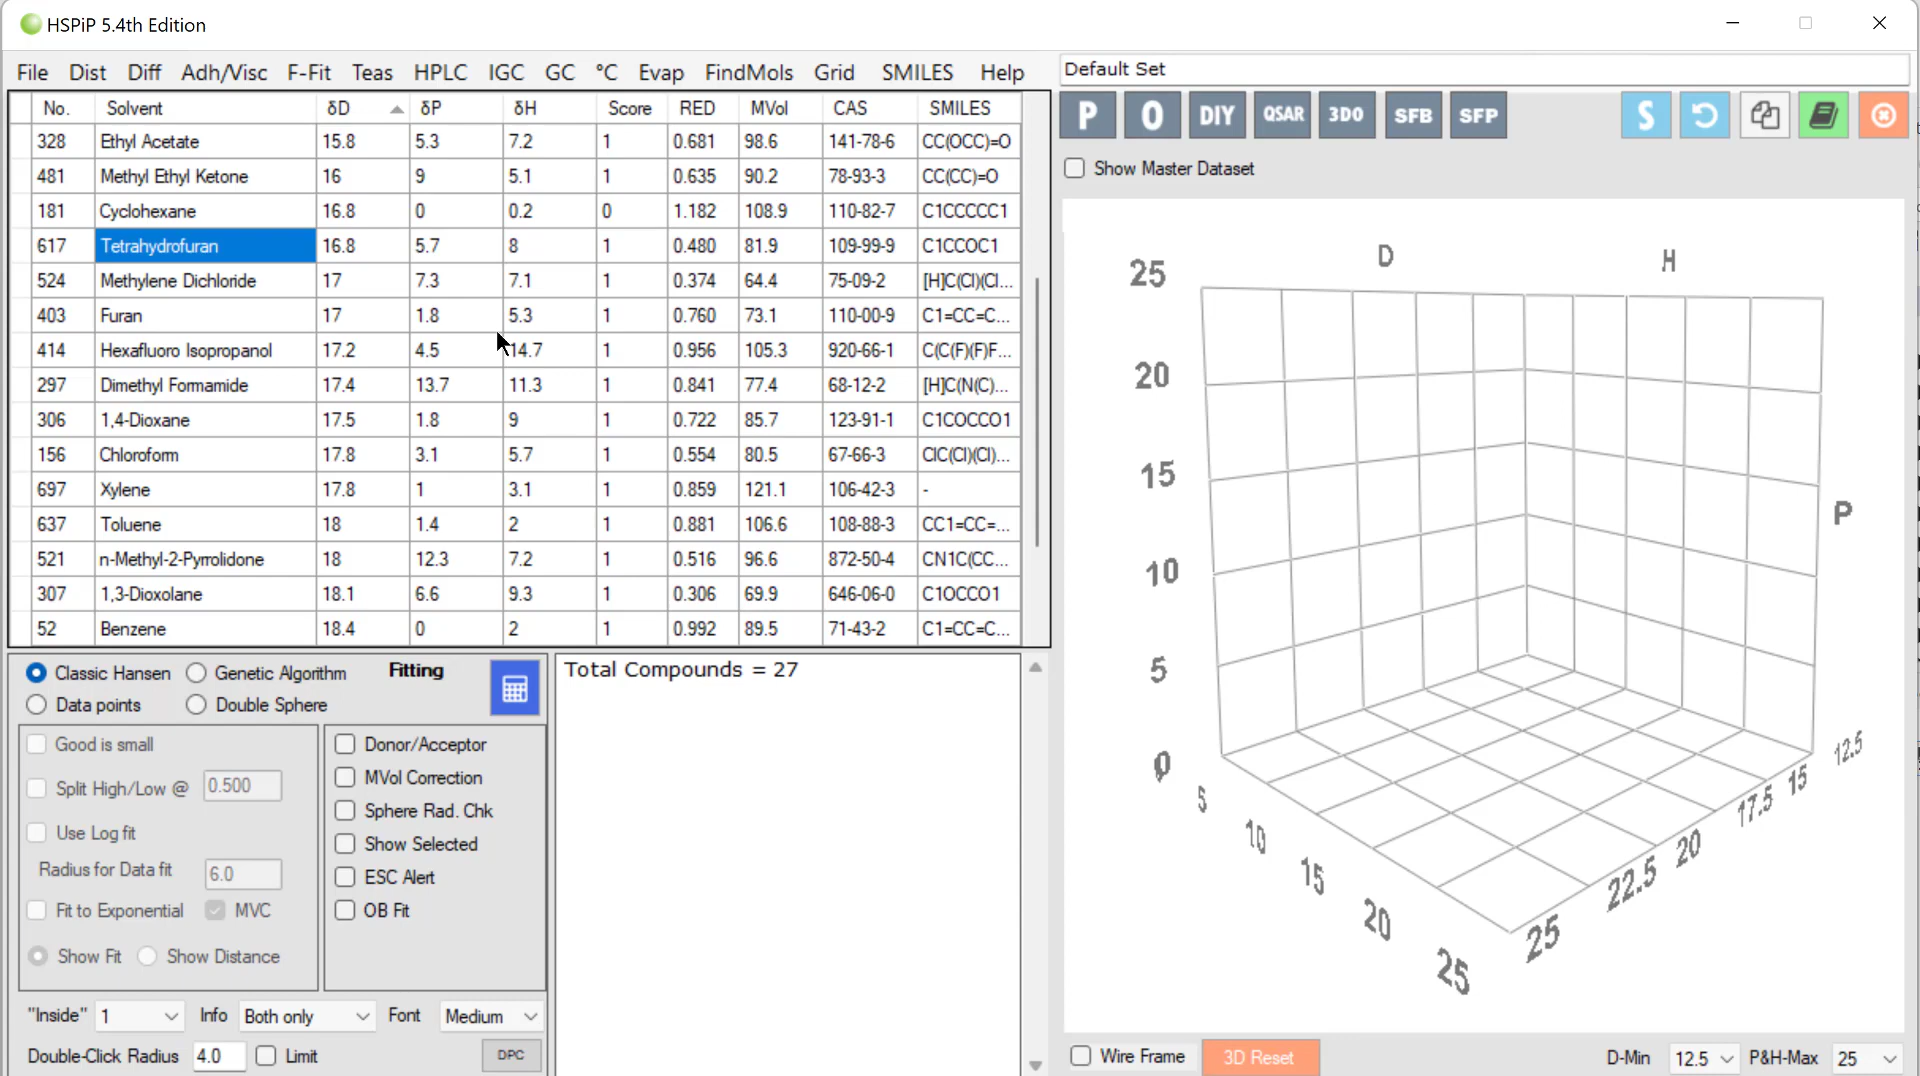 HSPiP 5.4th Edition
File Dist Diff Adh/Visc F-Fit Teas HPLC IGC GC °C Evap FindMols Grid SMILES Help
Default Set
P O DIY QSAR 3DO SFB SFP S
Show Master Dataset
No. Solvent δD δP δH Score RED MVol CAS SMILES
328 Ethyl Acetate 15.8 5.3 7.2 1 0.681 98.6 141-78-6 CC(OCC)=O
481 Methyl Ethyl Ketone 16 9 5.1 1 0.635 90.2 78-93-3 CC(CC)=O
181 Cyclohexane 16.8 0 0.2 0 1.182 108.9 110-82-7 C1CCCCC1
617 Tetrahydrofuran 16.8 5.7 8 1 0.480 81.9 109-99-9 C1CCOC1
524 Methylene Dichloride 17 7.3 7.1 1 0.374 64.4 75-09-2 [H]C(Cl)(Cl...
403 Furan 17 1.8 5.3 1 0.760 73.1 110-00-9 C1=CC=C...
414 Hexafluoro Isopropanol 17.2 4.5 14.7 1 0.956 105.3 920-66-1 C(C(F)(F)F...
297 Dimethyl Formamide 17.4 13.7 11.3 1 0.841 77.4 68-12-2 [H]C(N(C)...
306 1,4-Dioxane 17.5 1.8 9 1 0.722 85.7 123-91-1 C1COCCO1
156 Chloroform 17.8 3.1 5.7 1 0.554 80.5 67-66-3 ClC(Cl)(Cl)...
697 Xylene 17.8 1 3.1 1 0.859 121.1 106-42-3 -
637 Toluene 18 1.4 2 1 0.881 106.6 108-88-3 CC1=CC=...
521 n-Methyl-2-Pyrrolidone 18 12.3 7.2 1 0.516 96.6 872-50-4 CN1C(CC...
307 1,3-Dioxolane 18.1 6.6 9.3 1 0.306 69.9 646-06-0 C1OCCO1
52 Benzene 18.4 0 2 1 0.992 89.5 71-43-2 C1=CC=C...
Classic Hansen Genetic Algorithm Fitting
Data points Double Sphere
Good is small
Split High/Low @ 0.500
Use Log fit
Radius for Data fit 6.0
Fit to Exponential MVC
Show Fit Show Distance
Donor/Acceptor
MVol Correction
Sphere Rad. Chk
Show Selected
ESC Alert
OB Fit
"Inside" 1 Info Both only Font Medium
Double-Click Radius 4.0 Limit DPC
Total Compounds = 27
D H
25
20
15
P
10
5
0
5 10 15 20 25
25 22.5 20 17.5 15 12.5
Wire Frame 3D Reset D-Min 12.5 P&H-Max 25